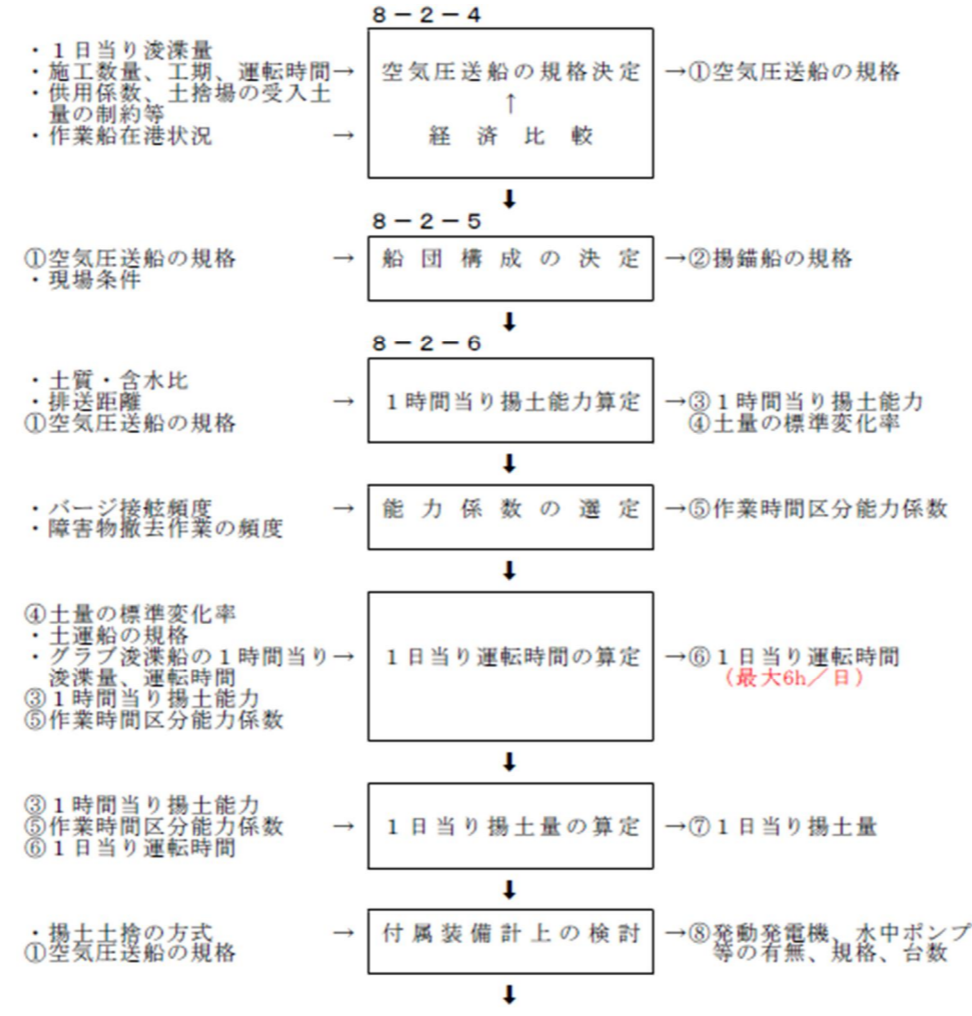 8－2－4
・1日当り浚渫量
・施工数量、工期、運転時間→
・供用係数、土捨場の受入土
量の制約等
・作業船在港状況　→
空気圧送船の規格決定
↑
経済比較
→①空気圧送船の規格
⬇
8－2－5
①空気圧送船の規格　→
・現場条件
船団構成の決定
→②揚錨船の規格
⬇
8－2－6
・土質・含水比
・排送距離　→
①空気圧送船の規格
1時間当り揚土能力算定
→③1時間当り揚土能力
④土量の標準変化率
⬇
・バージ接舷頻度　→
・障害物撤去作業の頻度
能力係数の選定
→⑤作業時間区分能力係数
⬇
④土量の標準変化率
・土運船の規格
・グラブ浚渫船の1時間当り→
浚渫量、運転時間
③1時間当り揚土能力
⑤作業時間区分能力係数
1日当り運転時間の算定
→⑥1日当り運転時間
（最大6h／日）
⬇
③1時間当り揚土能力
⑤作業時間区分能力係数　→
⑥1日当り運転時間
1日当り揚土量の算定
→⑦1日当り揚土量
⬇
・揚土土捨の方式　→
①空気圧送船の規格
付属装備計上の検討
→⑧発動発電機、水中ポンプ
等の有無、規格、台数
⬇